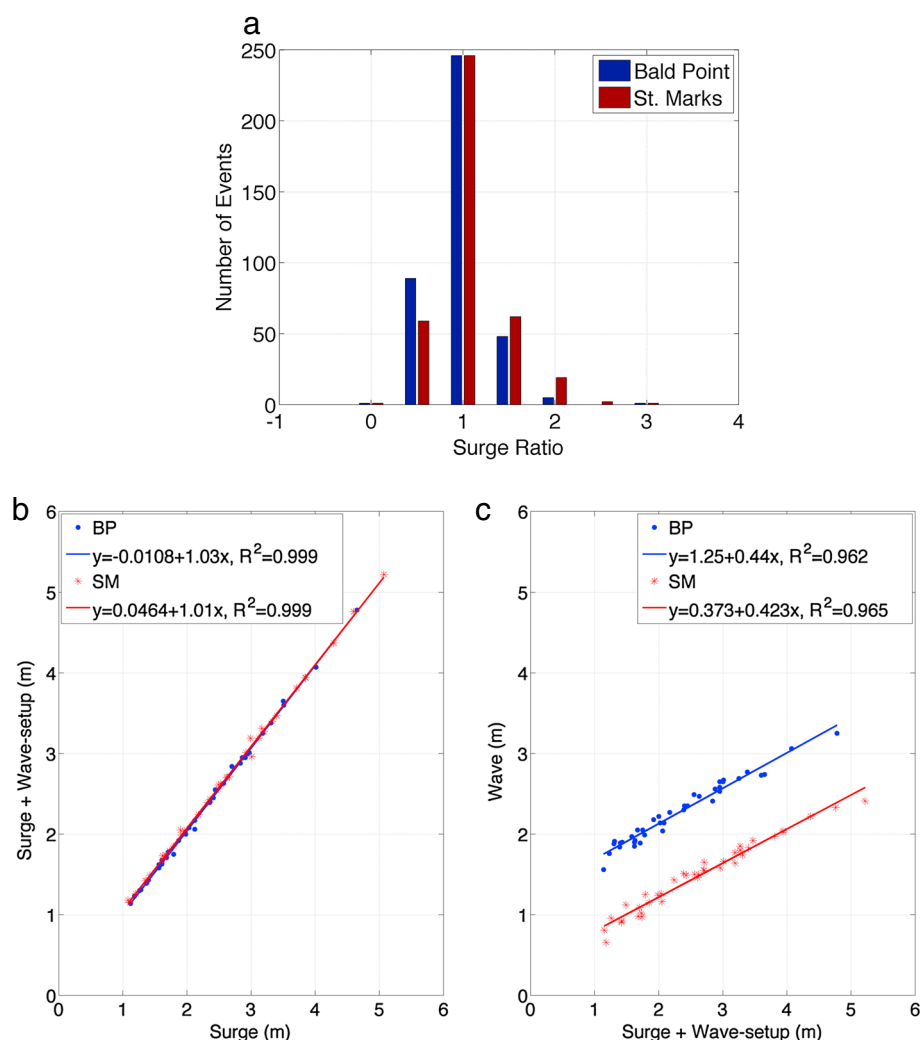 a
250
200
150
100
50
0
Number of Events
Bald Point
St. Marks
-1 0 1 2 3 4
Surge Ratio
b
6
5
4
3
2
1
0
Surge + Wave-setup (m)
BP
y=-0.0108+1.03x, R²=0.999
SM
y=0.0464+1.01x, R²=0.999
0 1 2 3 4 5 6
Surge (m)
c
6
5
4
3
2
1
0
Wave (m)
BP
y=1.25+0.44x, R²=0.962
SM
y=0.373+0.423x, R²=0.965
0 1 2 3 4 5 6
Surge + Wave-setup (m)